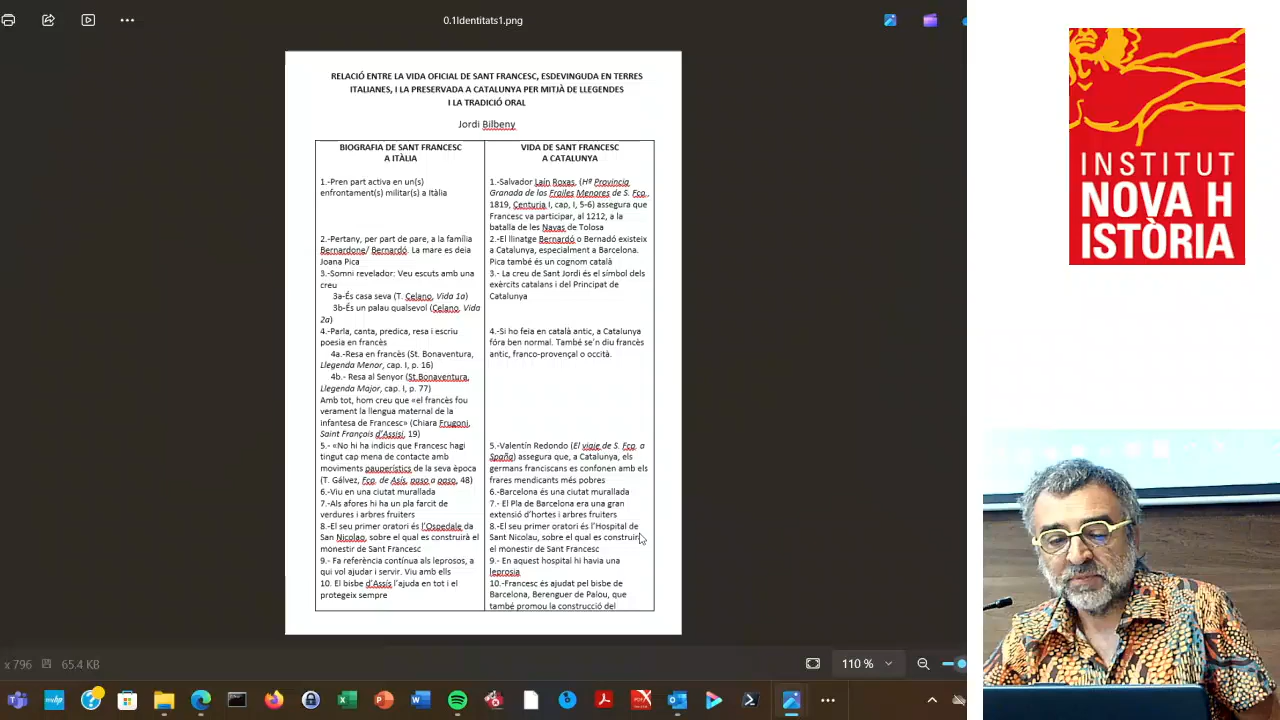 0.1Identitats1.png
RELACIÓ ENTRE LA VIDA OFICIAL DE SANT FRANCESC, ESDEVINGUDA EN TERRES
ITALIANES, I LA PRESERVADA A CATALUNYA PER MITJÀ DE LLEGENDES
I LA TRADICIÓ ORAL
Jordi Bilbeny
BIOGRAFIA DE SANT FRANCESC
A ITÀLIA
1.-Pren part activa en un(s)
enfrontament(s) militar(s) a Itàlia
2.-Pertany, per part de pare, a la família
Bernardone/ Bernardó. La mare es deia
Joana Pica
3.-Somni revelador: Veu escuts amb una
creu
3a-És casa seva (T. Celano, Vida 1a)
3b-És un palau qualsevol (Celano, Vida
2a)
4.-Parla, canta, predica, resa i escriu
poesia en francès
4a.-Resa en francès (St. Bonaventura,
Llegenda Menor, cap. I, p. 16)
4b.- Resa al Senyor (St.Bonaventura,
Llegenda Major, cap. I, p. 77)
Amb tot, hom creu que «el francès fou
verament la llengua maternal de la
infantesa de Francesc» (Chiara Frugoni,
Saint François d'Assisi, 19)
5.- «No hi ha indicis que Francesc hagi
tingut cap mena de contacte amb
moviments pauperístics de la seva època
(T. Gálvez, Fco. de Asís, paso a paso, 48)
6.-Viu en una ciutat murallada
7.-Als afores hi ha un pla farcit de
verdures i arbres fruiters
8.-El seu primer oratori és l'Ospedale da
San Nicolao, sobre el qual es construirà el
monestir de Sant Francesc
9.- Fa referència contínua als leprosos, a
qui vol ajudar i servir. Viu amb ells
10. El bisbe d'Assís l'ajuda en tot i el
protegeix sempre
VIDA DE SANT FRANCESC
A CATALUNYA
1.-Salvador Laín Roxas, (Hª Provincia
Granada de los Frailes Menores de S. Fco.,
1819, Centuria I, cap, I, 5-6) assegura que
Francesc va participar, al 1212, a la
batalla de les Navas de Tolosa
2.-El llinatge Bernardó o Bernadó existeix
a Catalunya, especialment a Barcelona.
Pica també és un cognom català
3.- La creu de Sant Jordi és el símbol dels
exèrcits catalans i del Principat de
Catalunya
4.-Si ho feia en català antic, a Catalunya
fóra ben normal. També se'n diu francès
antic, franco-provençal o occità.
5.-Valentín Redondo (El viaje de S. Fco. a
Spaña) assegura que, a Catalunya, els
germans franciscans es confonen amb els
frares mendicants més pobres
6.-Barcelona és una ciutat murallada
7.- El Pla de Barcelona era una gran
extensió d'hortes i arbres fruiters
8.-El seu primer oratori és l'Hospital de
Sant Nicolau, sobre el qual es construirà
el monestir de Sant Francesc
9.- En aquest hospital hi havia una
leprosia
10.-Francesc és ajudat pel bisbe de
Barcelona, Berenguer de Palou, que
també promou la construcció del
x 796
65.4 KB
110 %
INSTITUT
NOVA H
ISTÒRIA